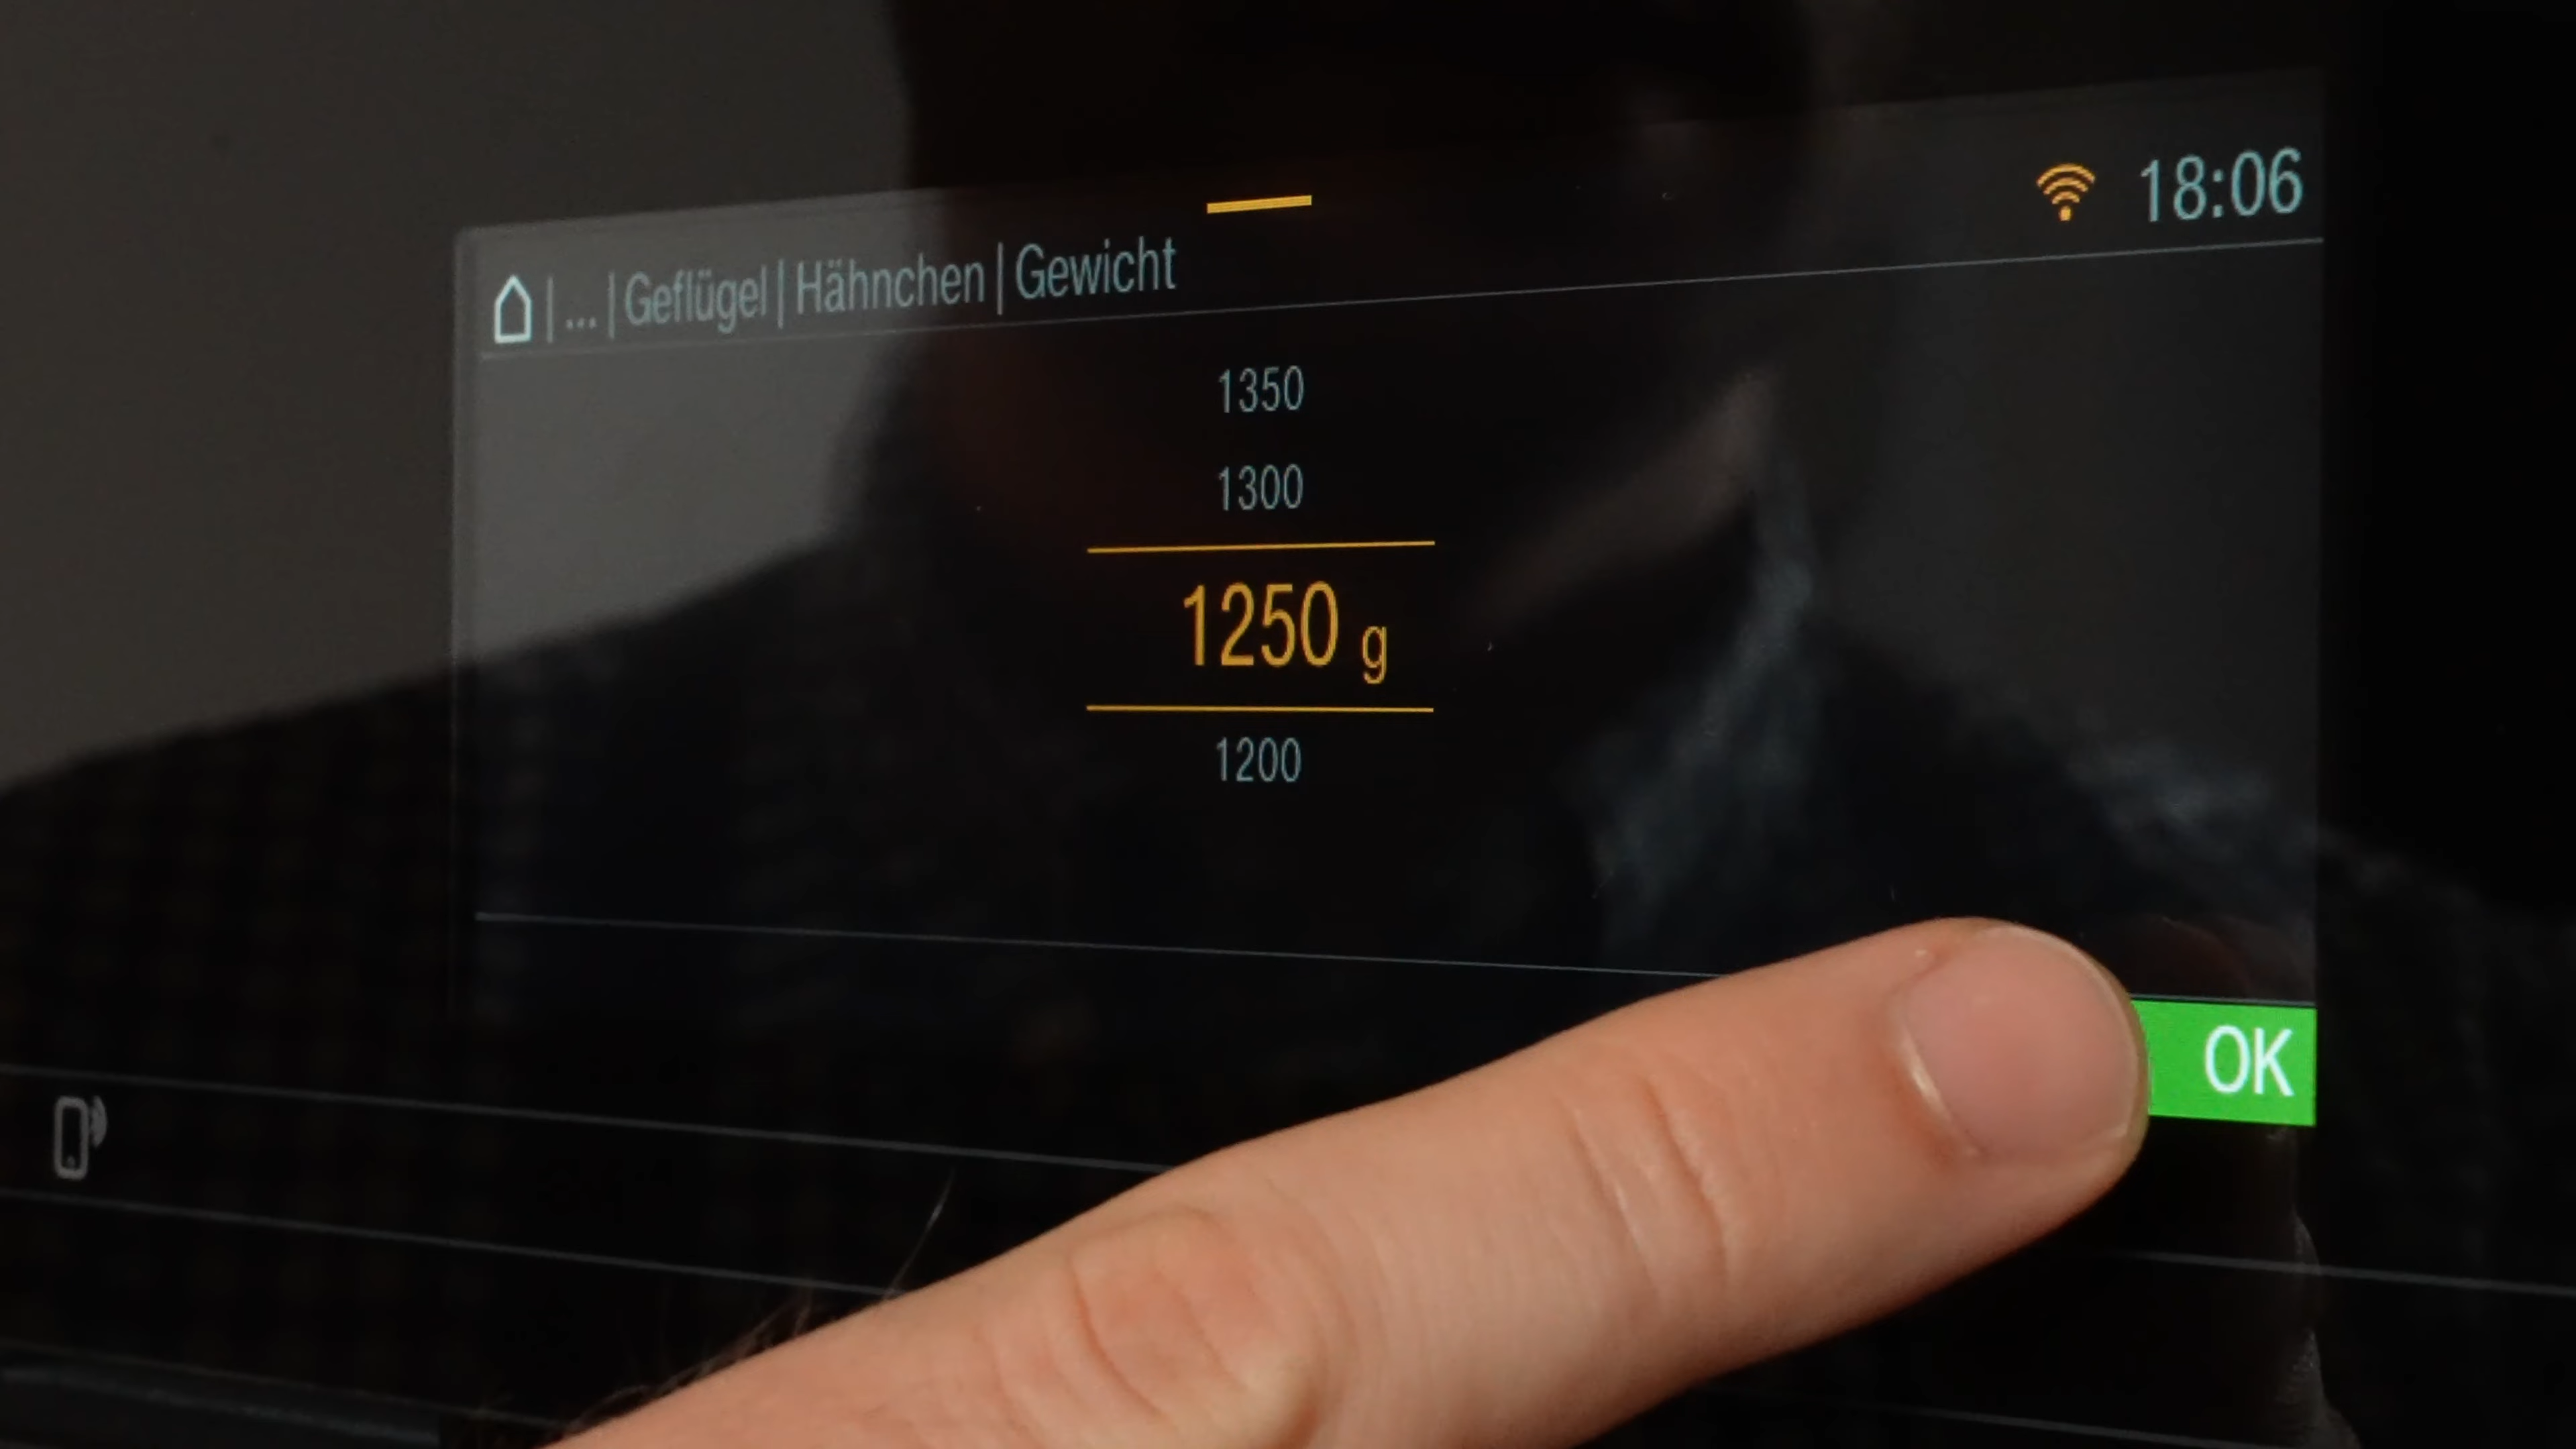 18:06
| ... | Geflügel | Hähnchen | Gewicht
1350
1300
1250 g
1200
OK